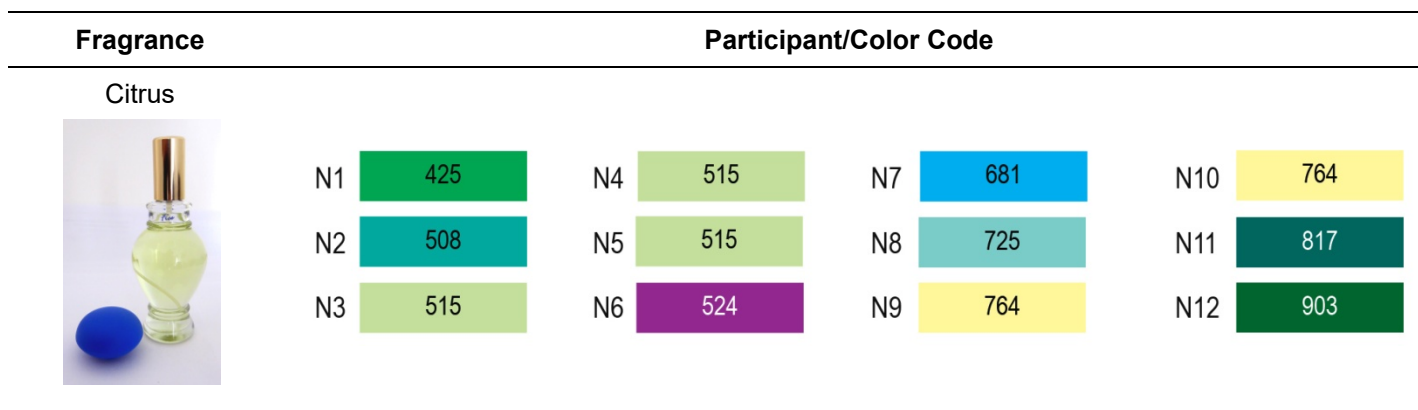 Fragrance Participant/Color Code
Citrus
N1 425 N4 515 N7 681 N10 764
N2 508 N5 515 N8 725 N11 817
N3 515 N6 524 N9 764 N12 903